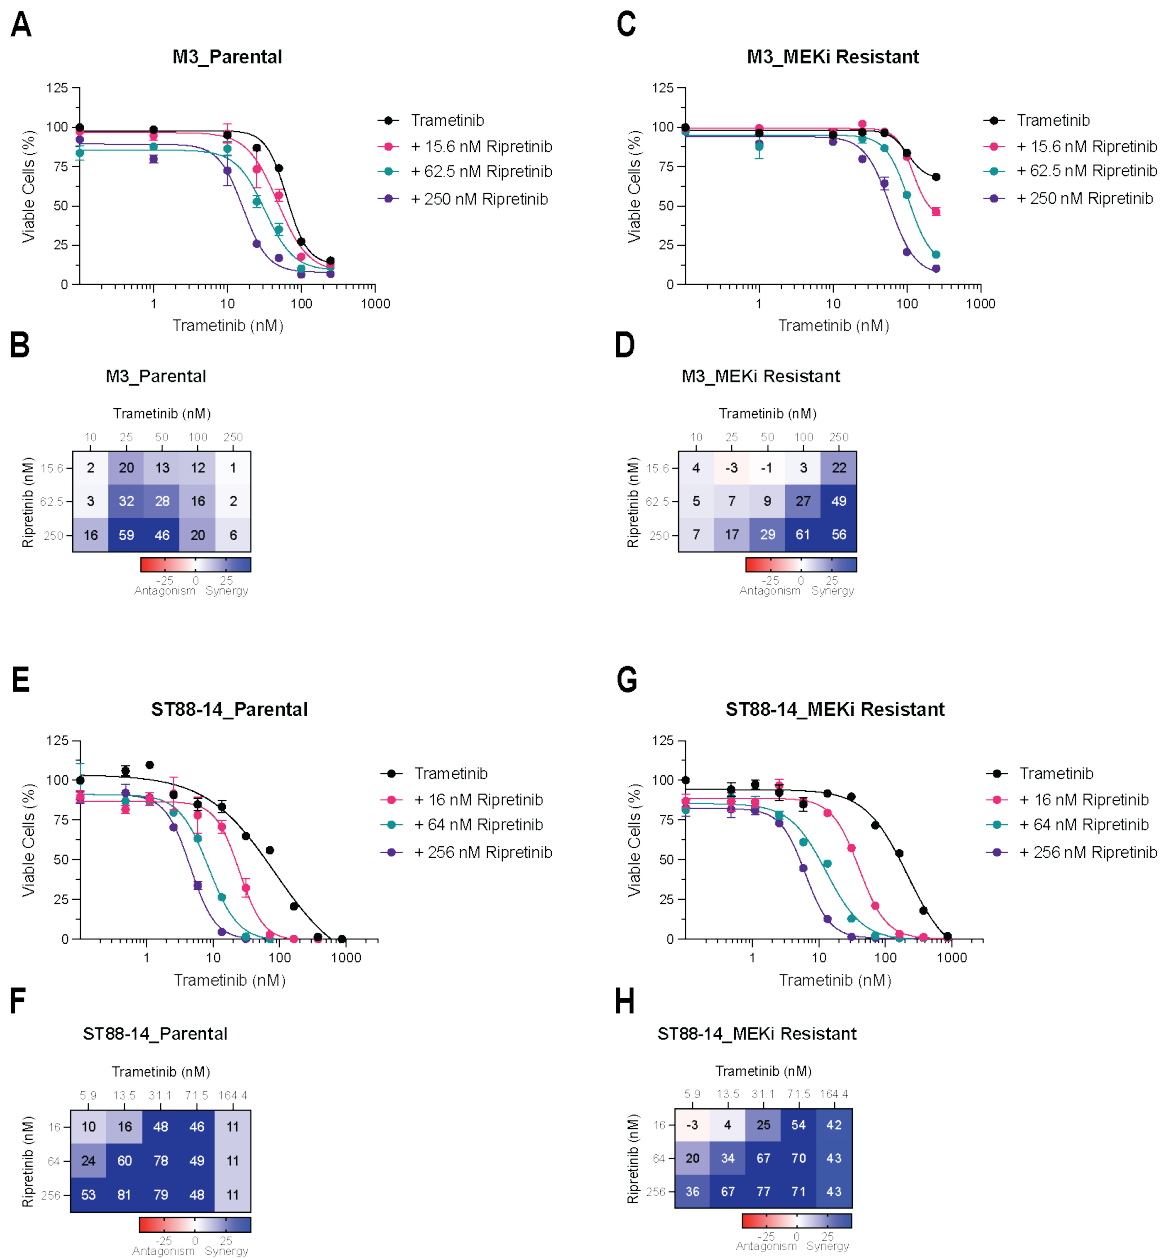 A
M3_Parental
125
100
75
50
25
0
Viable Cells (%)
1
10
100
1000
Trametinib (nM)
Trametinib
+ 15.6 nM Ripretinib
+ 62.5 nM Ripretinib
+ 250 nM Ripretinib
C
M3_MEKi Resistant
125
100
75
50
25
0
Viable Cells (%)
1
10
100
1000
Trametinib (nM)
Trametinib
+ 15.6 nM Ripretinib
+ 62.5 nM Ripretinib
+ 250 nM Ripretinib
B
M3_Parental
Trametinib (nM)
10 25 50 100 250
Ripretinib (nM)
15.6 2 20 13 12 1
62.5 3 32 28 16 2
250 16 59 46 20 6
-25 0 25
Antagonism Synergy
D
M3_MEKi Resistant
Trametinib (nM)
10 25 50 100 250
Ripretinib (nM)
15.6 4 -3 -1 3 22
62.5 5 7 9 27 49
250 7 17 29 61 56
-25 0 25
Antagonism Synergy
E
ST88-14_Parental
125
100
75
50
25
0
Viable Cells (%)
1
10
100
1000
Trametinib (nM)
Trametinib
+ 16 nM Ripretinib
+ 64 nM Ripretinib
+ 256 nM Ripretinib
G
ST88-14_MEKi Resistant
125
100
75
50
25
0
Viable Cells (%)
1
10
100
1000
Trametinib (nM)
Trametinib
+ 16 nM Ripretinib
+ 64 nM Ripretinib
+ 256 nM Ripretinib
F
ST88-14_Parental
Trametinib (nM)
5.9 13.5 31.1 71.5 164.4
Ripretinib (nM)
16 10 16 48 46 11
64 24 60 78 49 11
256 53 81 79 48 11
-25 0 25
Antagonism Synergy
H
ST88-14_MEKi Resistant
Trametinib (nM)
5.9 13.5 31.1 71.5 164.4
Ripretinib (nM)
16 -3 4 25 54 42
64 20 34 67 70 43
256 36 67 77 71 43
-25 0 25
Antagonism Synergy